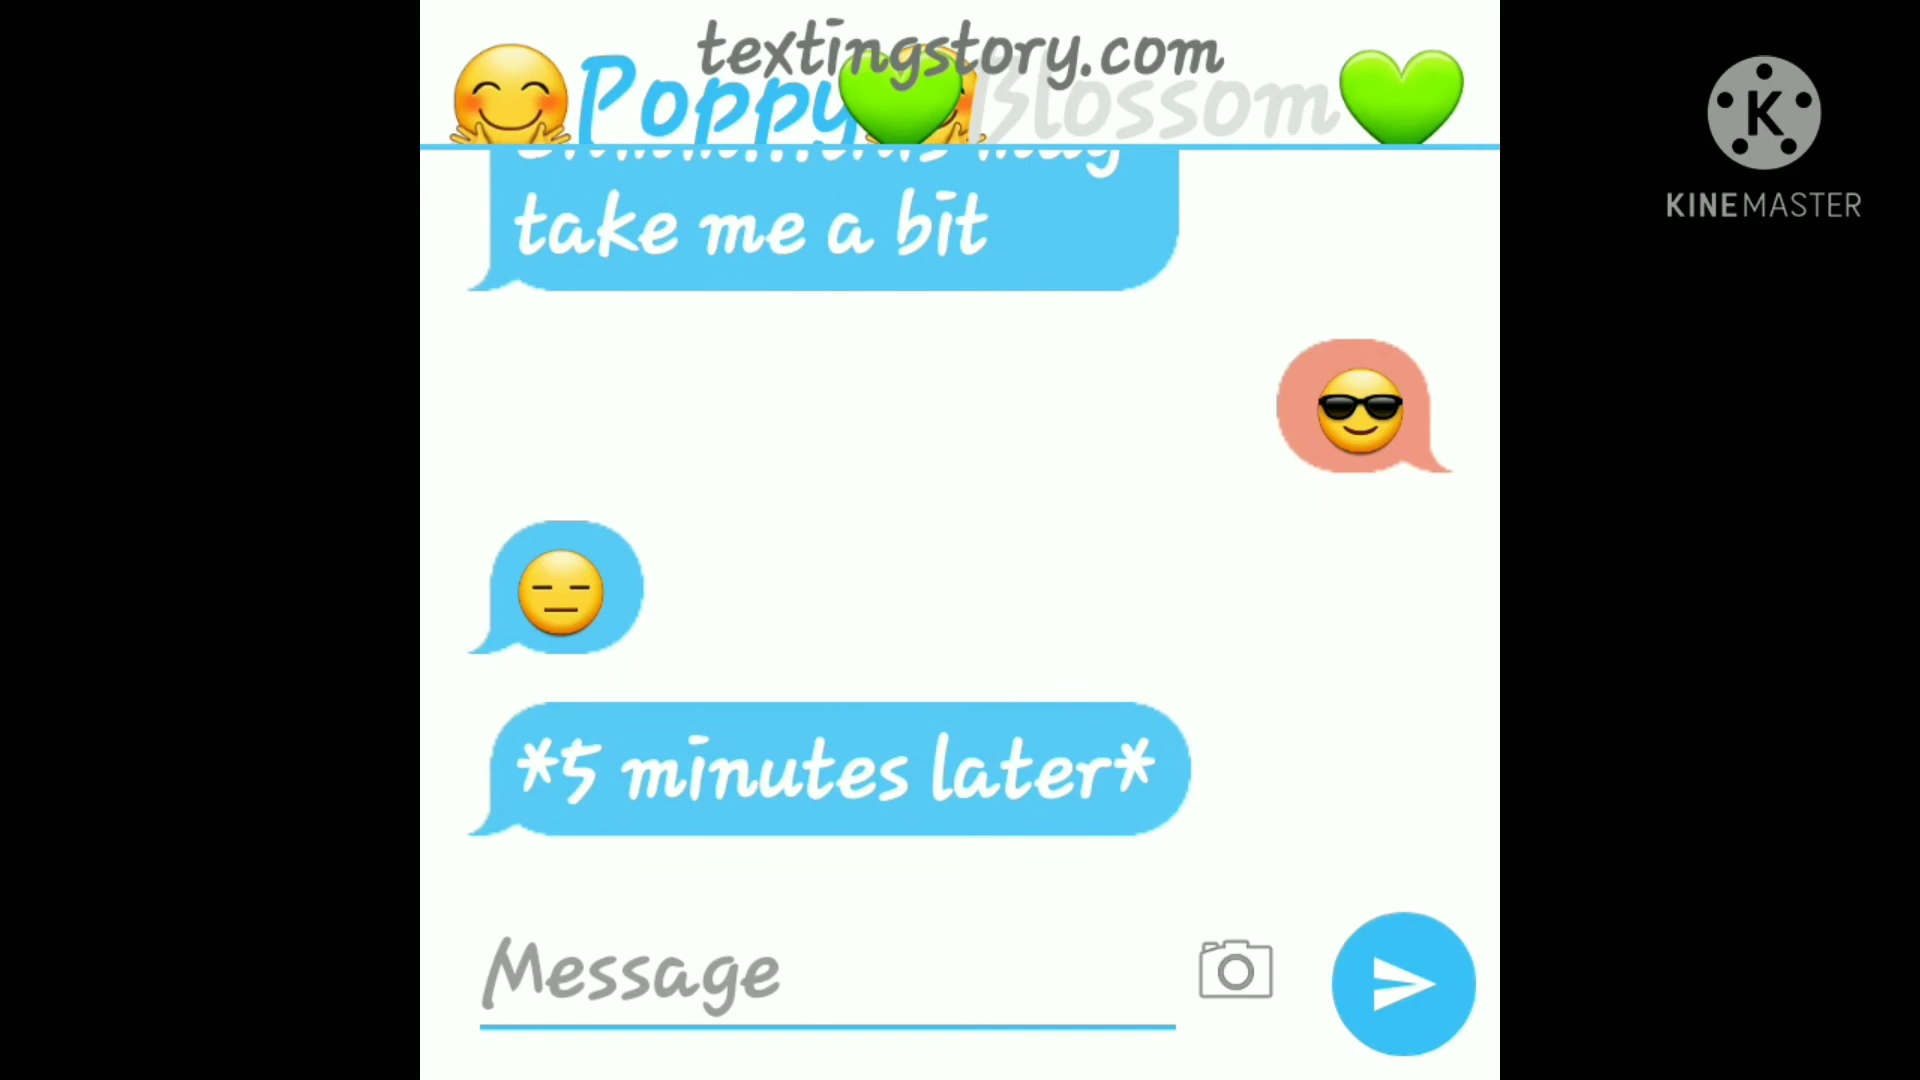 textingstory.com
🤗Poppy💚🤗Blossom💚
KINEMASTER
take me a bit
😎
😑
*5 minutes later*
Message